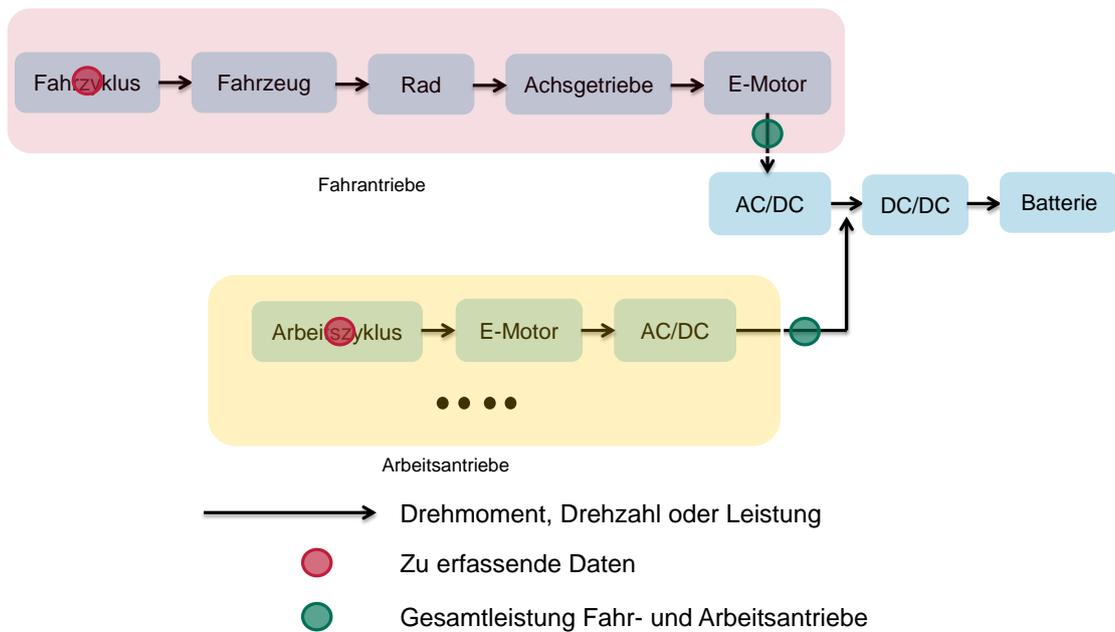 Fahrzyklus
Fahrzeug
Rad
Achsgetriebe
E-Motor
Fahrantriebe
AC/DC
DC/DC
Batterie
Arbeitszyklus
E-Motor
AC/DC
Arbeitsantriebe
Drehmoment, Drehzahl oder Leistung
Zu erfassende Daten
Gesamtleistung Fahr- und Arbeitsantriebe